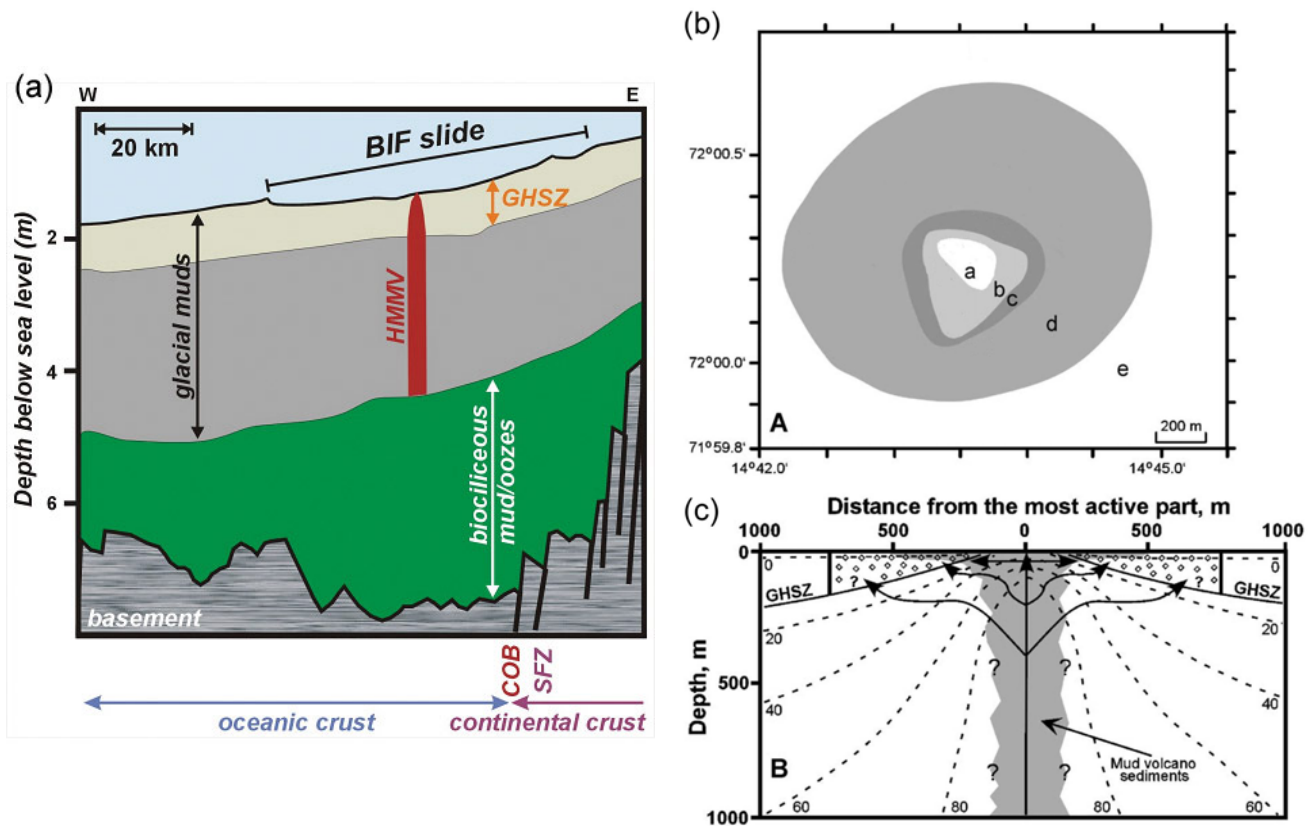 (a)
W
E
20 km
BIF slide
GHSZ
Depth below sea level (m)
2
4
6
glacial muds
HMMV
biociliceous
mud/oozes
basement
COB
SFZ
oceanic crust
continental crust
(b)
72°00.5'
72°00.0'
71°59.8'
14°42.0'
14°45.0'
a
b
c
d
e
A
200 m
(c)
Distance from the most active part, m
1000
500
0
500
1000
0
500
1000
Depth, m
0
0
GHSZ
GHSZ
?
?
20
20
40
40
?
?
?
?
60
80
80
60
Mud volcano
sediments
B